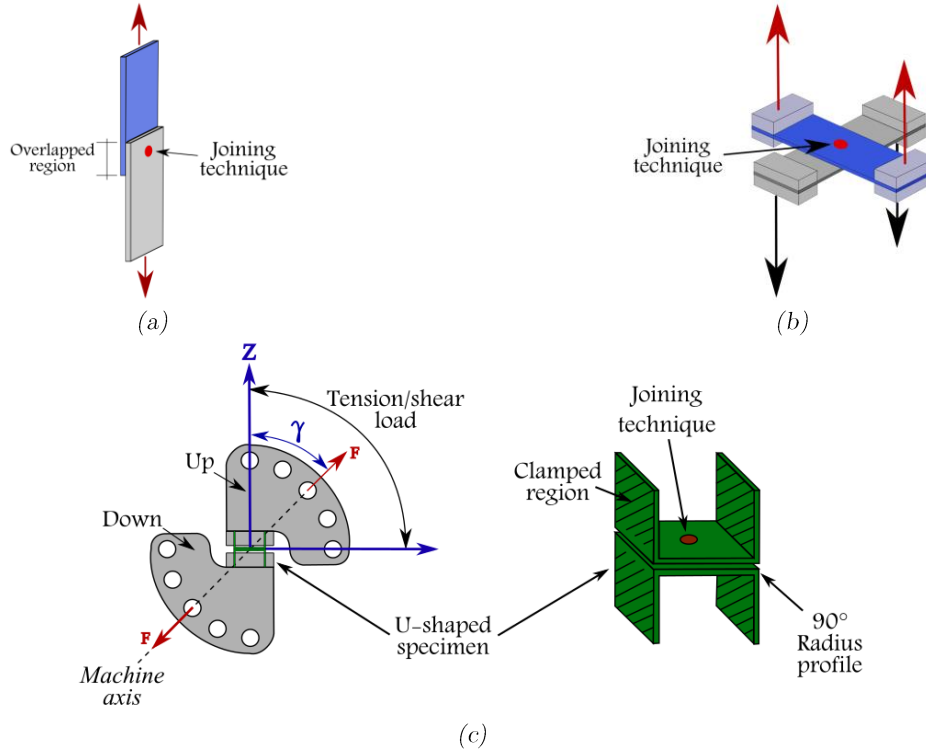 Overlapped
region
Joining
technique
(a)
Joining
technique
(b)
Z
Tension/shear
load
γ
F
Up
Down
F
Machine
axis
U-shaped
specimen
Joining
technique
Clamped
region
90°
Radius
profile
(c)